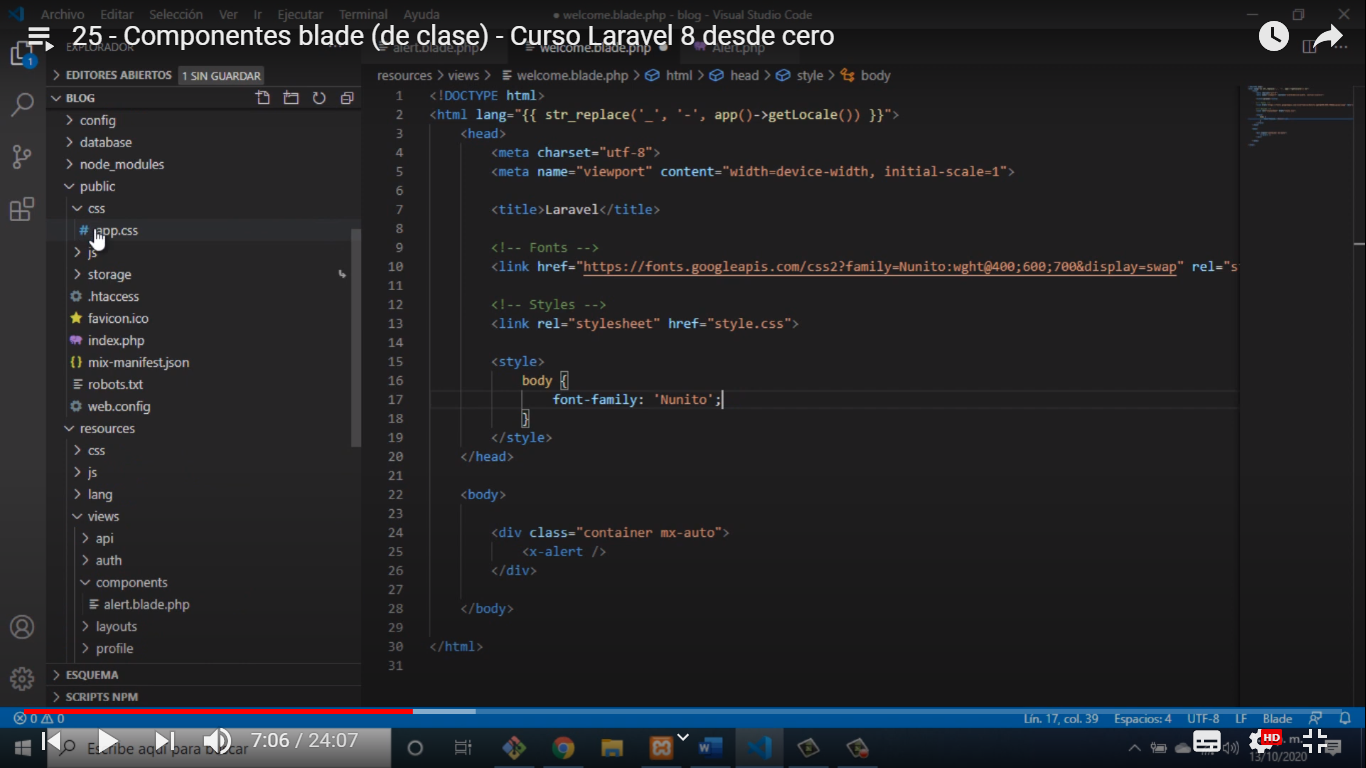 Archivo Editar Selección Ver Ir Ejecutar Terminal Ayuda
welcome.blade.php - blog - Visual Studio Code
25 - Componentes blade (de clase) - Curso Laravel 8 desde cero
EXPLORADOR
alert.blade.php
welcome.blade.php
Alert.php
1
EDITORES ABIERTOS 1 SIN GUARDAR
BLOG
config
database
node_modules
public
css
# app.css
js
storage
.htaccess
favicon.ico
index.php
{} mix-manifest.json
robots.txt
web.config
resources
css
js
lang
views
api
auth
components
alert.blade.php
layouts
profile
ESQUEMA
SCRIPTS NPM
resources > views > welcome.blade.php > html > head > style > body
1 <!DOCTYPE html>
2 <html lang="{{ str_replace('_', '-', app()->getLocale()) }}">
3 <head>
4 <meta charset="utf-8">
5 <meta name="viewport" content="width=device-width, initial-scale=1">
6
7 <title>Laravel</title>
8
9 <!-- Fonts -->
10 <link href="https://fonts.googleapis.com/css2?family=Nunito:wght@400;600;700&display=swap" rel="s
11
12 <!-- Styles -->
13 <link rel="stylesheet" href="style.css">
14
15 <style>
16 body {
17 font-family: 'Nunito';
18 }
19 </style>
20 </head>
21
22 <body>
23
24 <div class="container mx-auto">
25 <x-alert />
26 </div>
27
28 </body>
29
30 </html>
31
0 0
Lín. 17, col. 39 Espacios: 4 UTF-8 LF Blade
7:06 / 24:07
Escribe aquí para buscar
HD
m.
13/10/2020